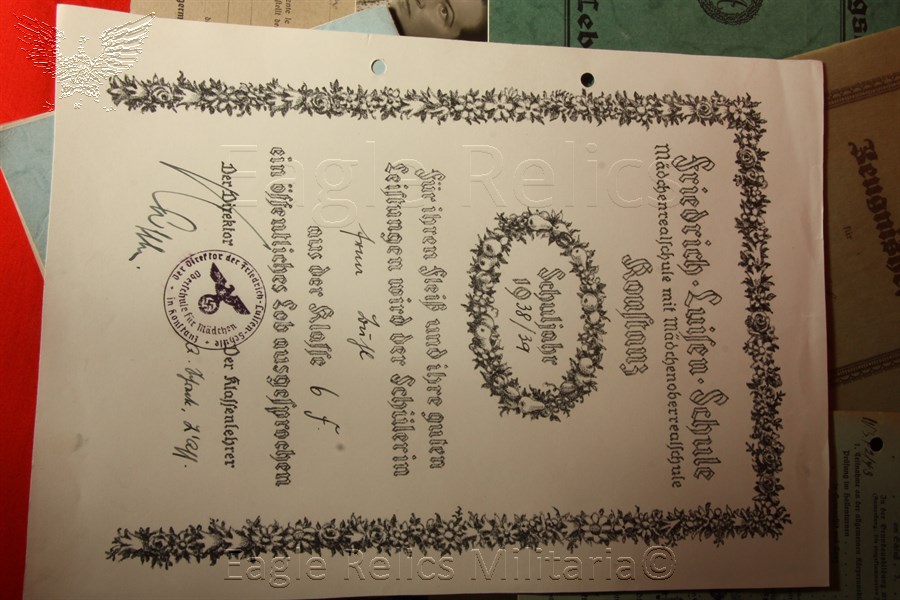 Friedrich-Luisen-Schule
Mädchenrealschule mit Mädchenoberrealschule
Konstanz
Schuljahr
1938/39
Für ihren Fleiß und ihre guten
Leistungen wird der Schülerin
aus der Klasse 6 f.
ein öffentliches Lob ausgesprochen
Der Direktor
Der Klassenlehrer
Der Direktor der Friedrich-Luisen-Schule
Oberschule für Mädchen
in Konstanz
Zeugnisheft
für
Eagle Relics
Eagle Relics Militaria©